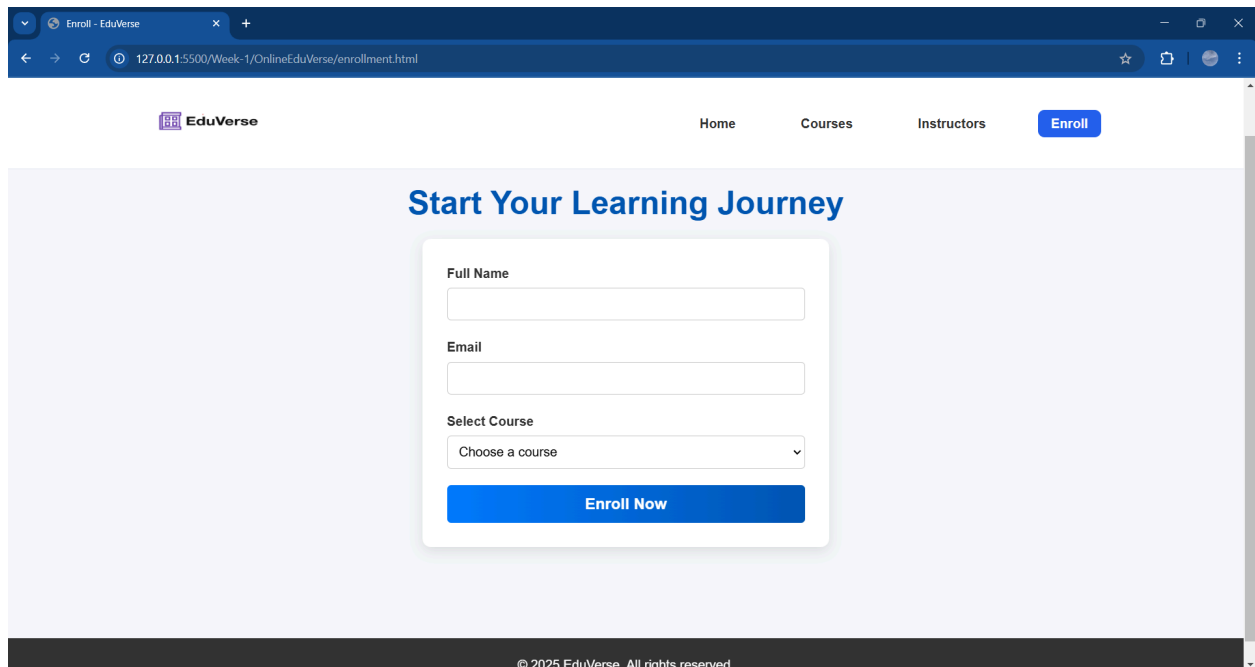 Enroll - EduVerse
127.0.0.1:5500/Week-1/OnlineEduVerse/enrollment.html
EduVerse
Home Courses Instructors Enroll
Start Your Learning Journey
Full Name
Email
Select Course
Choose a course
Enroll Now
© 2025 EduVerse. All rights reserved.